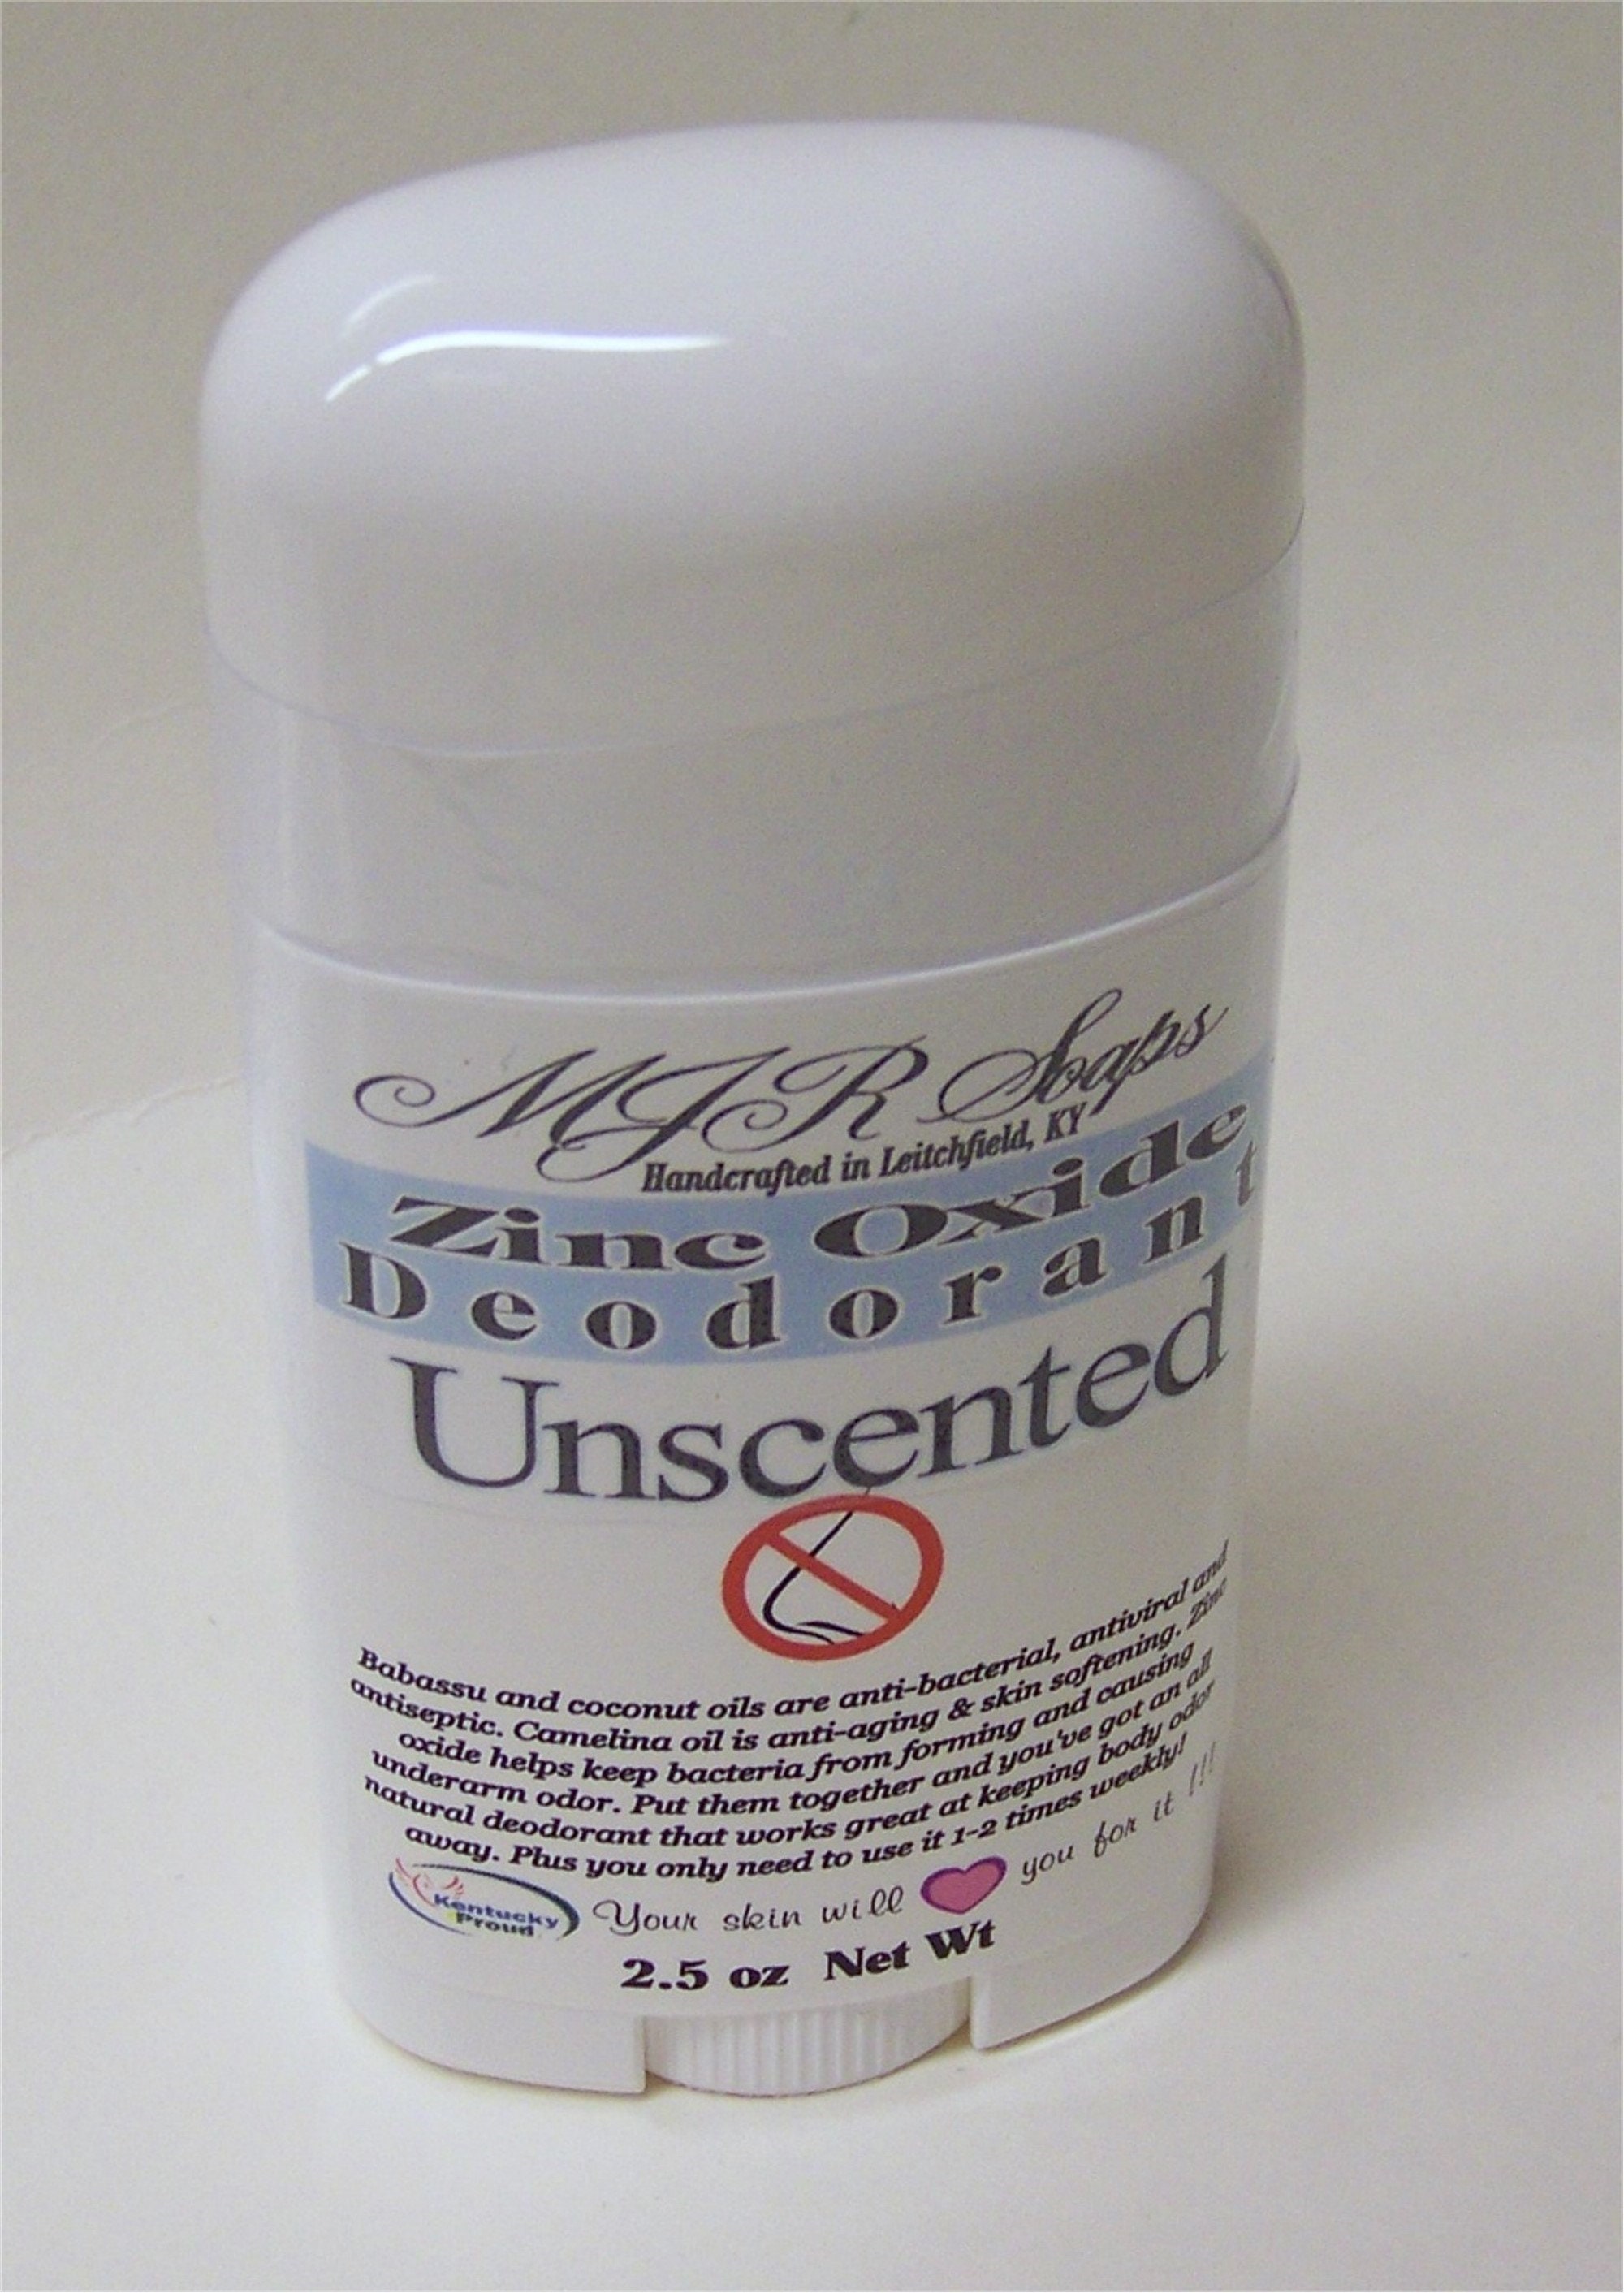 MJR Soaps
Handcrafted in Leitchfield, KY
Zinc Oxide
Deodorant
Unscented
Babassu and coconut oils are anti-bacterial, antiviral and
antiseptic. Camelina oil is anti-aging & skin softening. Zinc
oxide helps keep bacteria from forming and causing
underarm odor. Put them together and you've got an all
natural deodorant that works great at keeping body odor
away. Plus you only need to use it 1-2 times weekly!
Kentucky
Proud
Your skin will you for it !!!
2.5 oz Net Wt